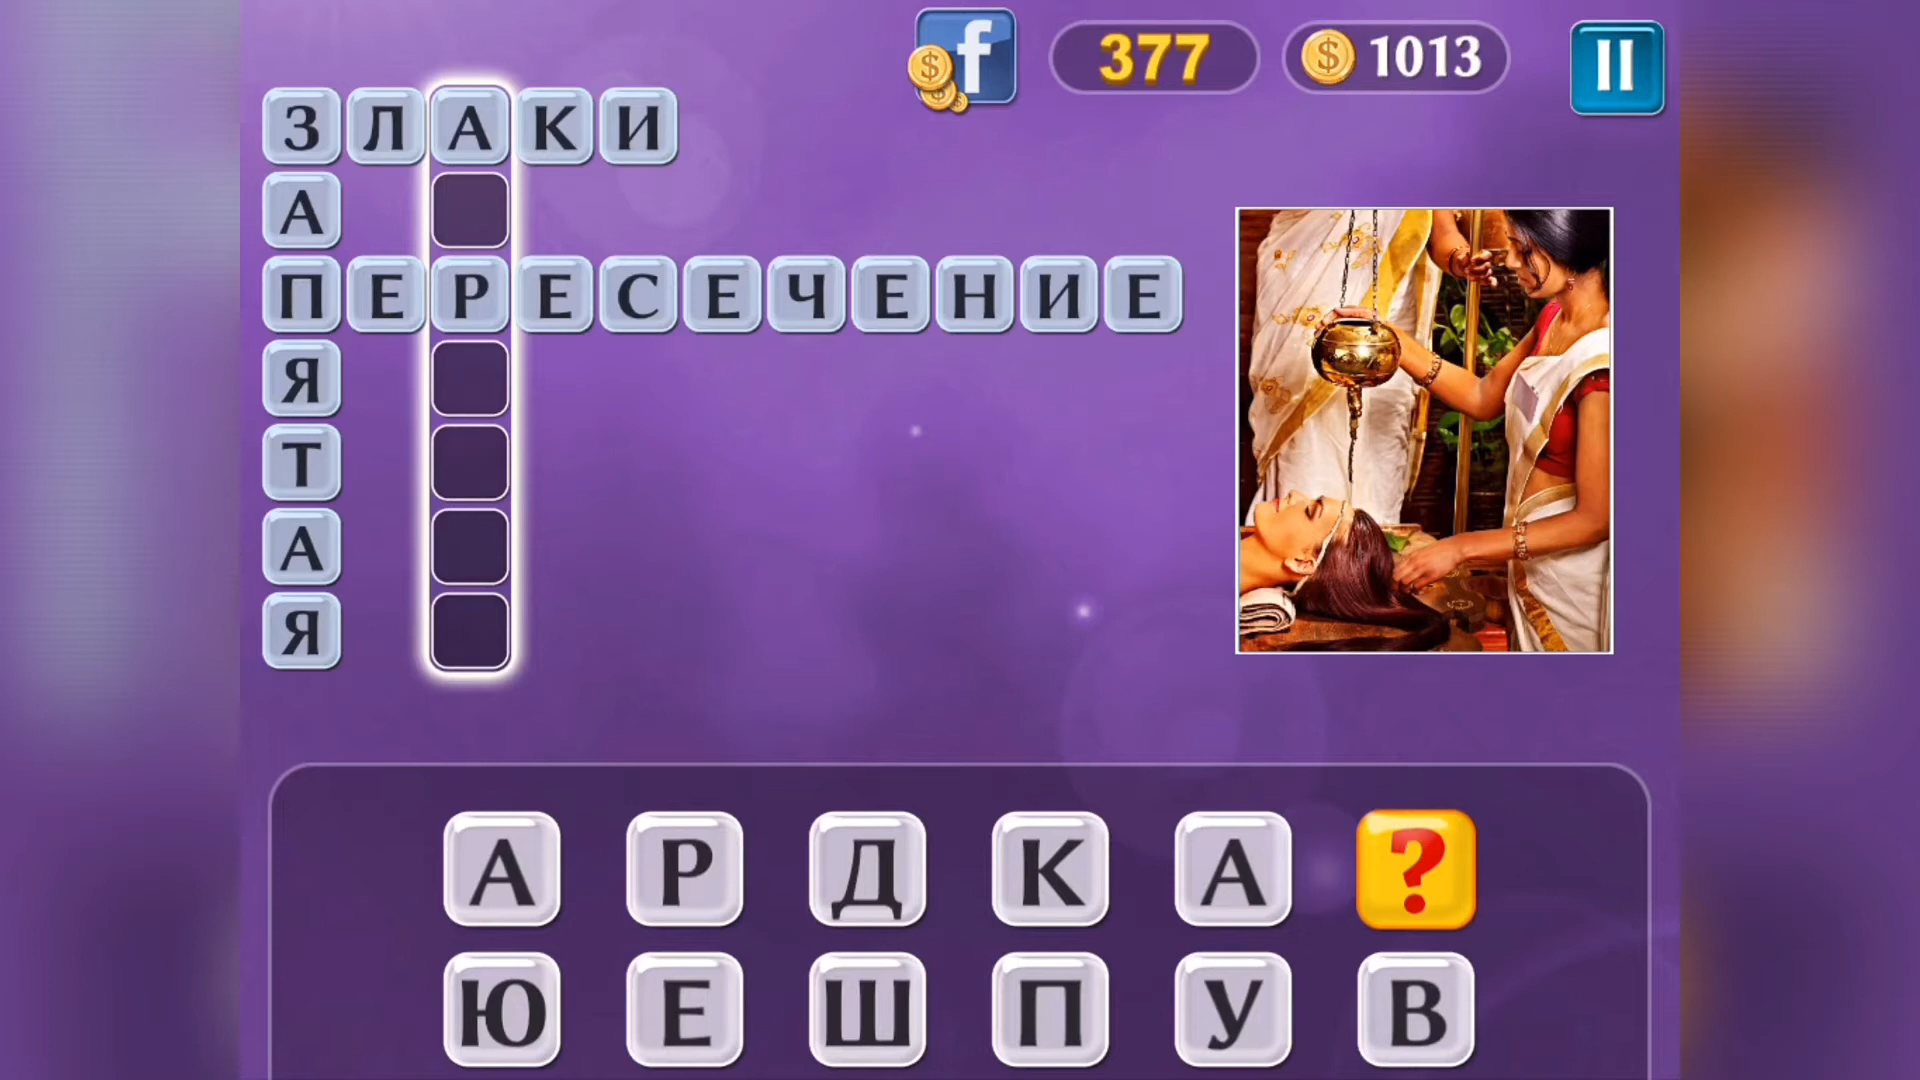 f 377 $ 1013
ЗЛАКИ
А
ПЕРЕСЕЧЕНИЕ
Я
Т
А
Я
А Р Д К А ?
Ю Е Ш П У В